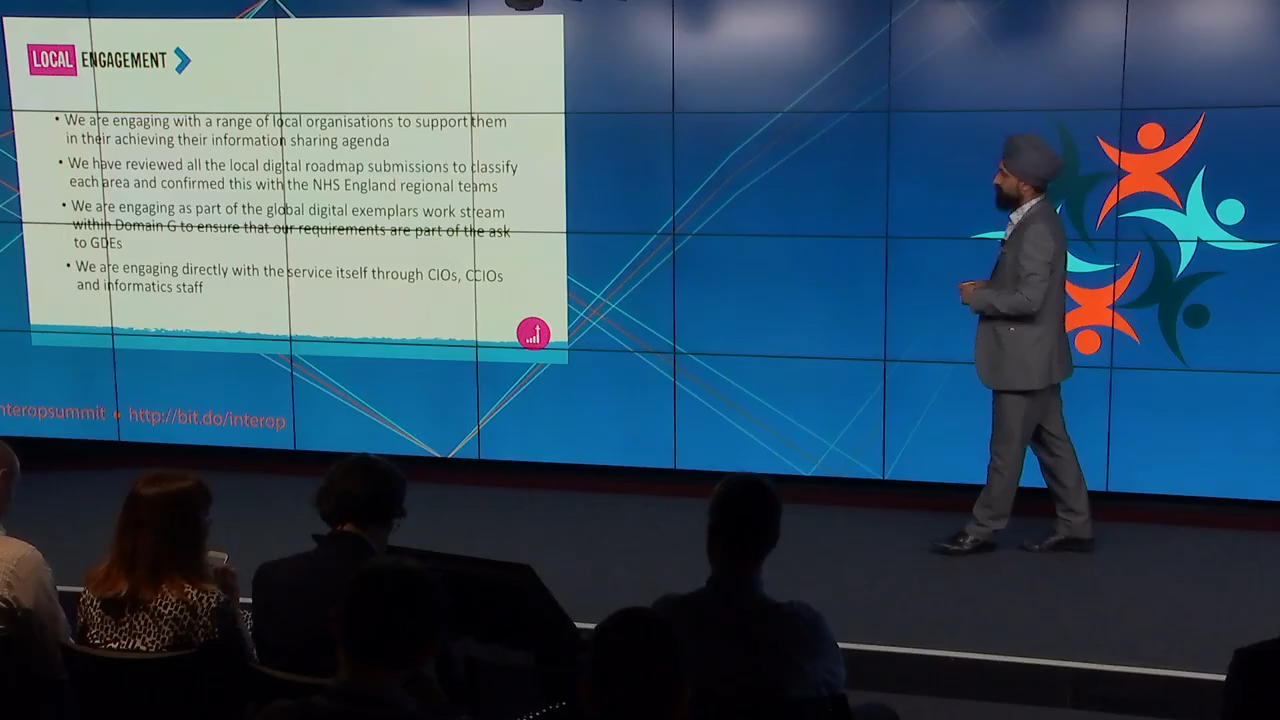 LOCAL ENGAGEMENT
• We are engaging with a range of local organisations to support them
in their achieving their information sharing agenda
• We have reviewed all the local digital roadmap submissions to classify
each area and confirmed this with the NHS England regional teams
• We are engaging as part of the global digital exemplars work stream
within Domain G to ensure that our requirements are part of the ask
to GDEs
• We are engaging directly with the service itself through CIOs, CCIOs
and informatics staff
nteropsummit • http://bit.do/interop